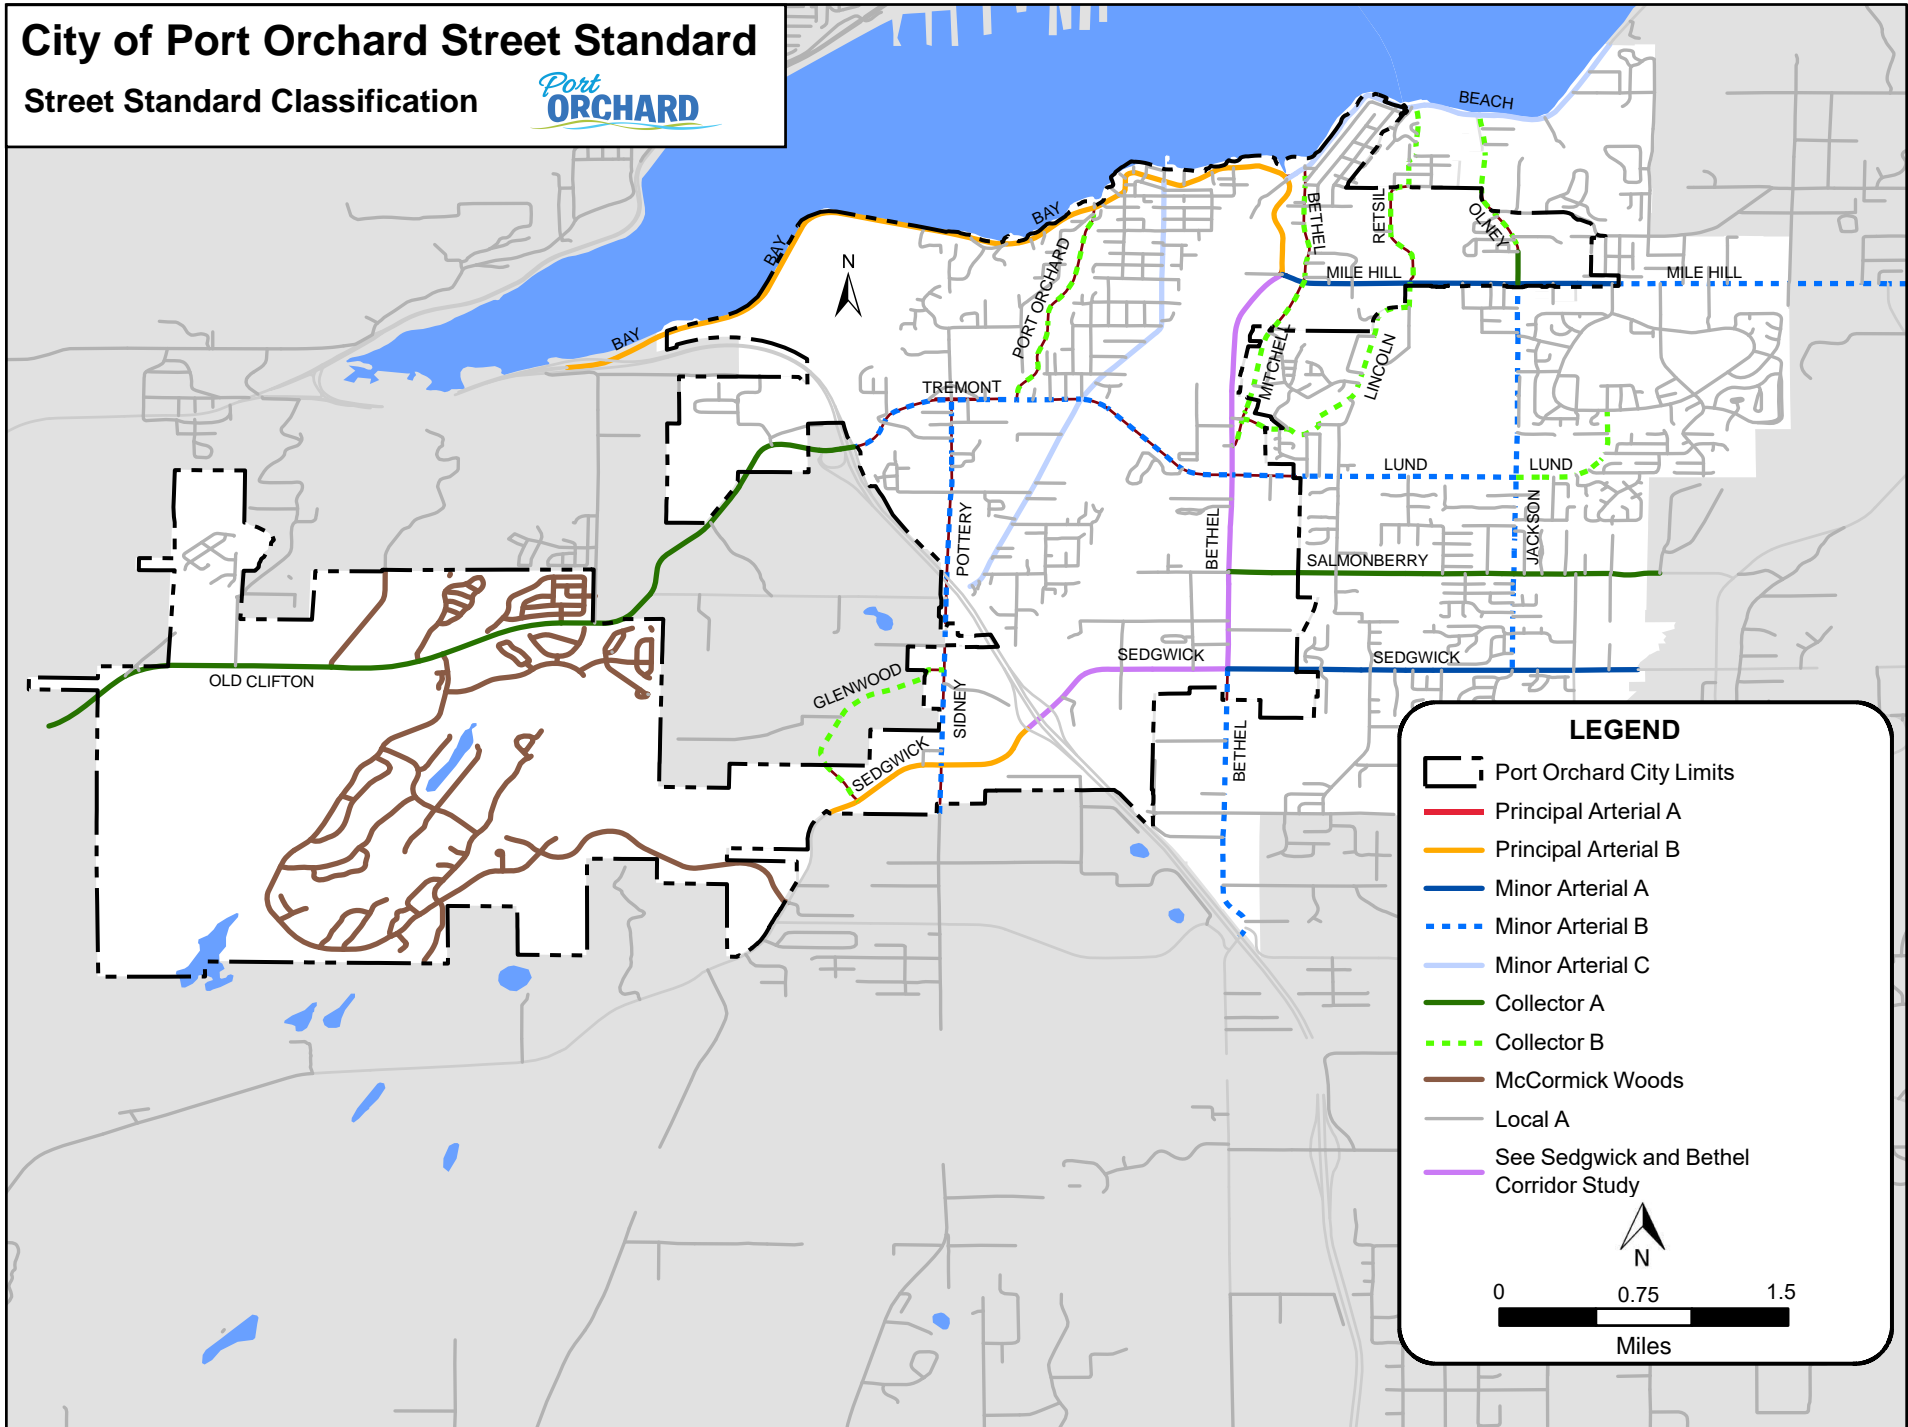 City of Port Orchard Street Standard
Street Standard Classification
Port
ORCHARD
BEACH
BAY
BETHEL
RETSIL
OLNEY
BAY
N
PORT ORCHARD
MILE HILL
MILE HILL
BAY
MITCHELL
LINCOLN
TREMONT
LUND
LUND
POTTERY
BETHEL
JACKSON
SALMONBERRY
SEDGWICK
SEDGWICK
OLD CLIFTON
GLENWOOD
SIDNEY
SEDGWICK
BETHEL
LEGEND
Port Orchard City Limits
Principal Arterial A
Principal Arterial B
Minor Arterial A
Minor Arterial B
Minor Arterial C
Collector A
Collector B
McCormick Woods
Local A
See Sedgwick and Bethel
Corridor Study
N
0 0.75 1.5
Miles